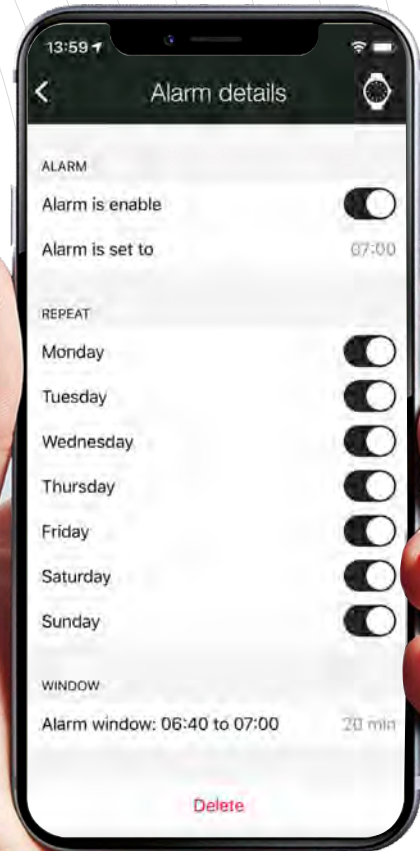 13:59
Alarm details
ALARM
Alarm is enable
Alarm is set to 07:00
REPEAT
Monday
Tuesday
Wednesday
Thursday
Friday
Saturday
Sunday
WINDOW
Alarm window: 06:40 to 07:00 20 min
Delete